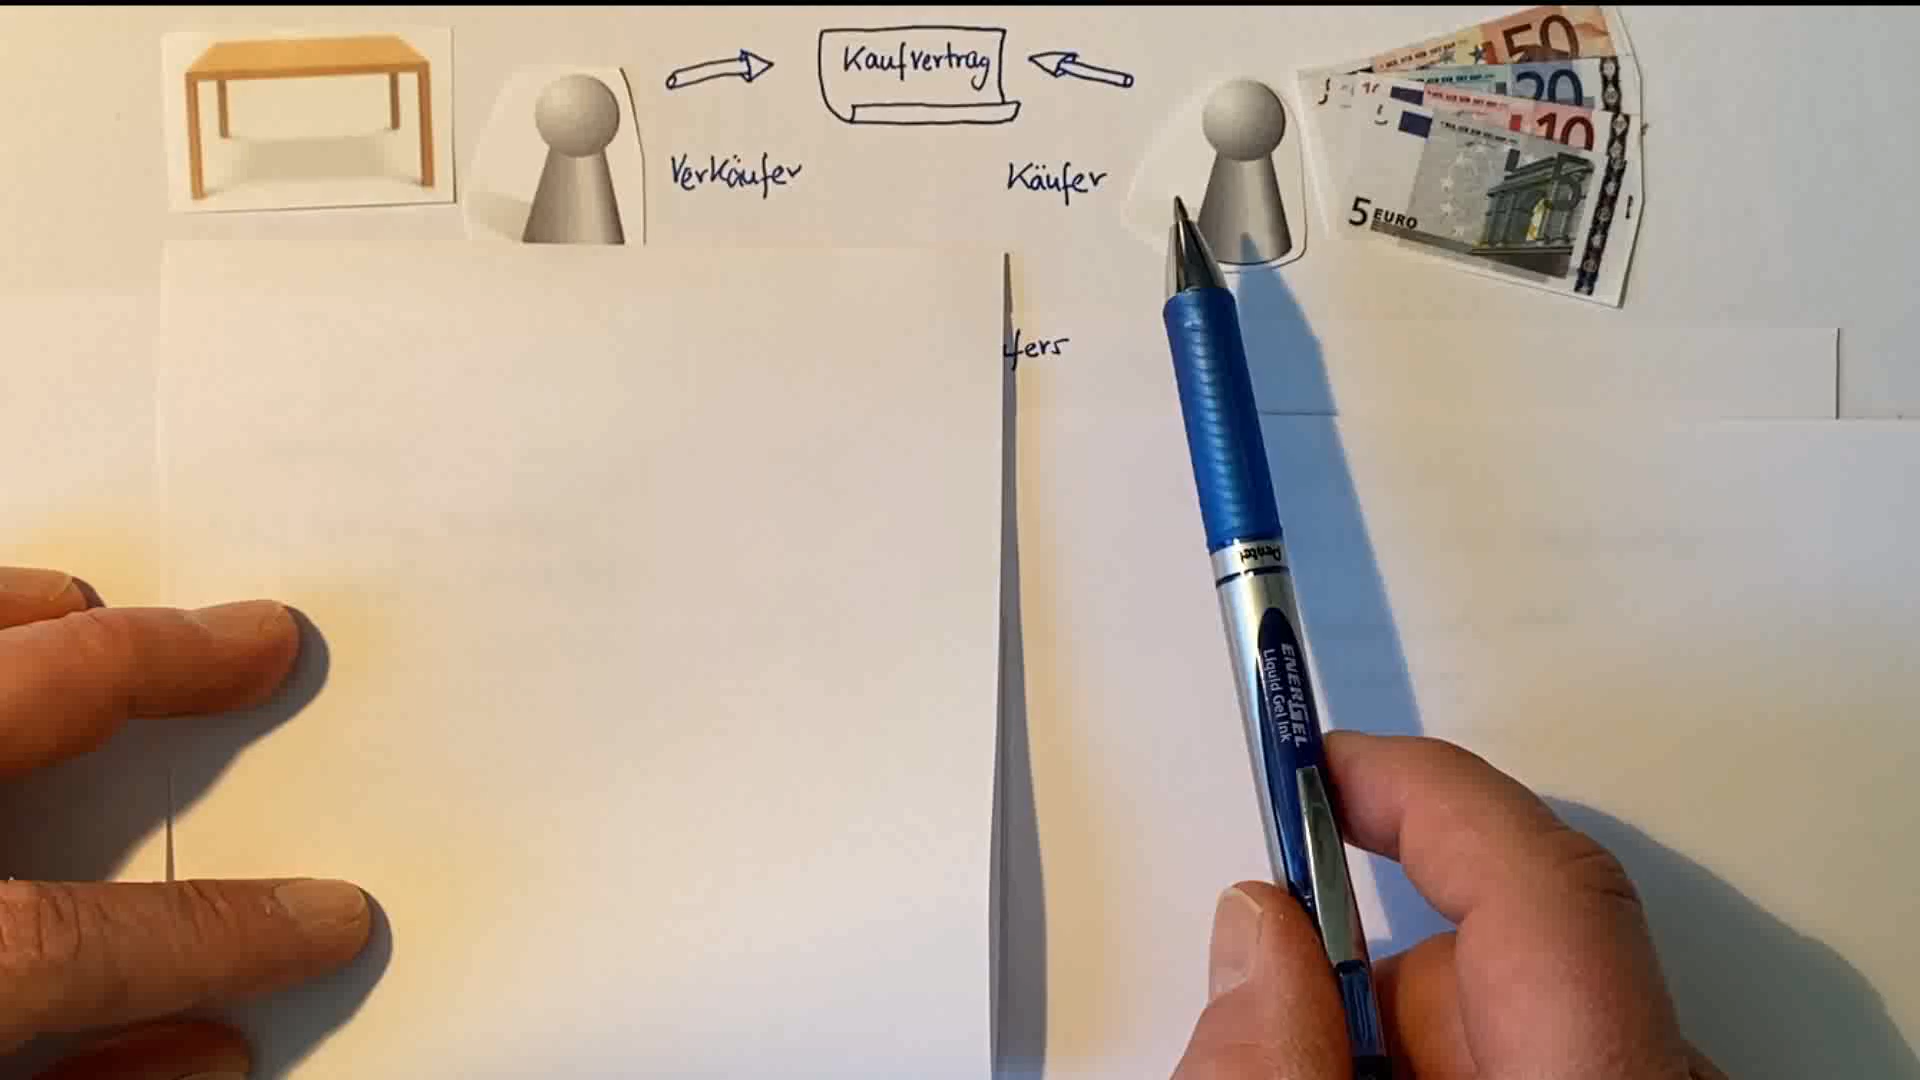 Kaufvertrag
Verkäufer
Käufer
50
20
10
5 EURO
fers
Pentel
ENERGEL
Liquid Gel Ink